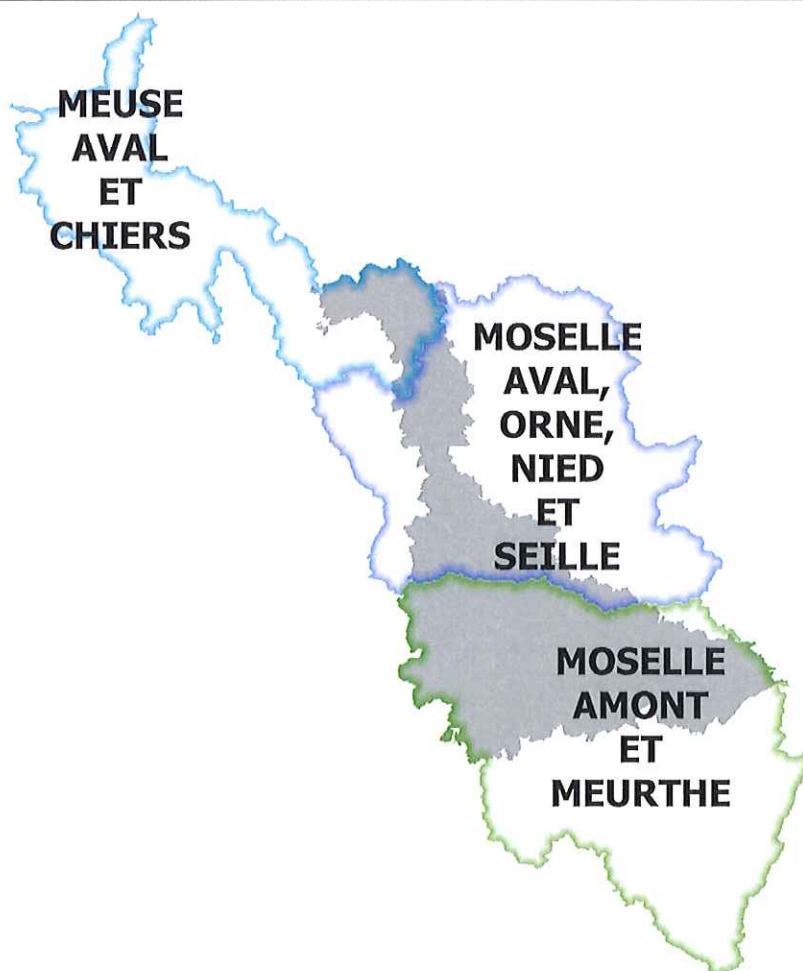 MEUSE
AVAL
ET
CHIERS
MOSELLE
AVAL,
ORNE,
NIED
ET
SEILLE
MOSELLE
AMONT
ET
MEURTHE